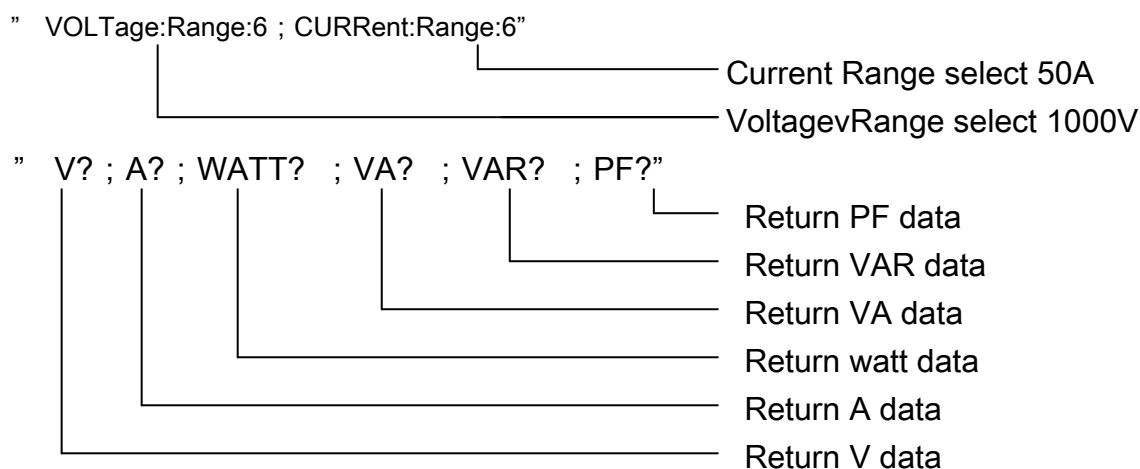 ” VOLTage:Range:6 ; CURRent:Range:6”
Current Range select 50A
VoltagevRange select 1000V
” V? ; A? ; WATT? ; VA? ; VAR? ; PF?”
Return PF data
Return VAR data
Return VA data
Return watt data
Return A data
Return V data